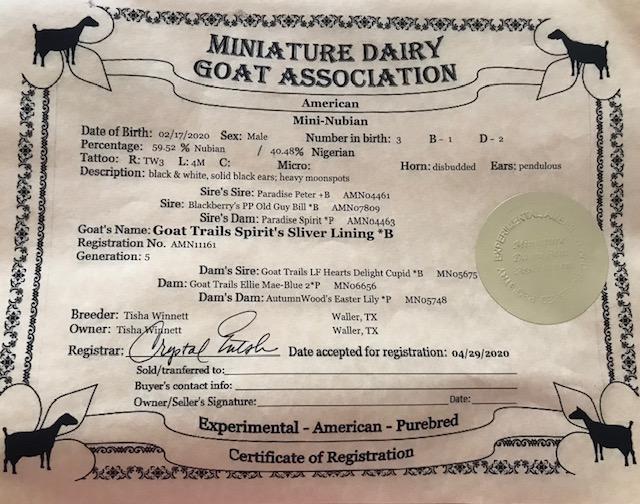 MINIATURE DAIRY
GOAT ASSOCIATION
American
Mini-Nubian
Date of Birth: 02/17/2020 Sex: Male Number in birth: 3 B - 1 D - 2
Percentage: 59.52 % Nubian / 40.48% Nigerian
Tattoo: R: TW3 L: 4M C: Micro: Horn: disbudded Ears: pendulous
Description: black & white, solid black ears; heavy moonspots
Sire's Sire: Paradise Peter +B AMN04461
Sire: Blackberry's PP Old Guy Bill *B AMN07809
Sire's Dam: Paradise Spirit *P AMN04463
Goat's Name: Goat Trails Spirit's Sliver Lining *B
Registration No. AMN11161
Generation: 5
Dam's Sire: Goat Trails LF Hearts Delight Cupid *B MN05675
Dam: Goat Trails Ellie Mae-Blue 2*P MN06656
Dam's Dam: AutumnWood's Easter Lily *P MN05748
Breeder: Tisha Winnett Waller, TX
Owner: Tisha Winnett Waller, TX
Registrar: Crystal Date accepted for registration: 04/29/2020
Sold/tranferred to:
Buyer's contact info:
Owner/Seller's Signature: Date:
Experimental - American - Purebred
Certificate of Registration